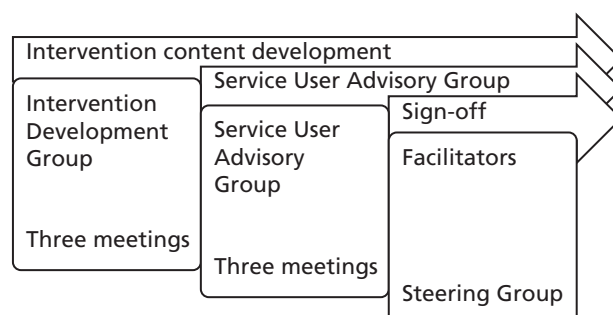 Intervention content development
Service User Advisory Group
Sign-off
Intervention
Development
Group
Three meetings
Service User
Advisory
Group
Three meetings
Facilitators
Steering Group